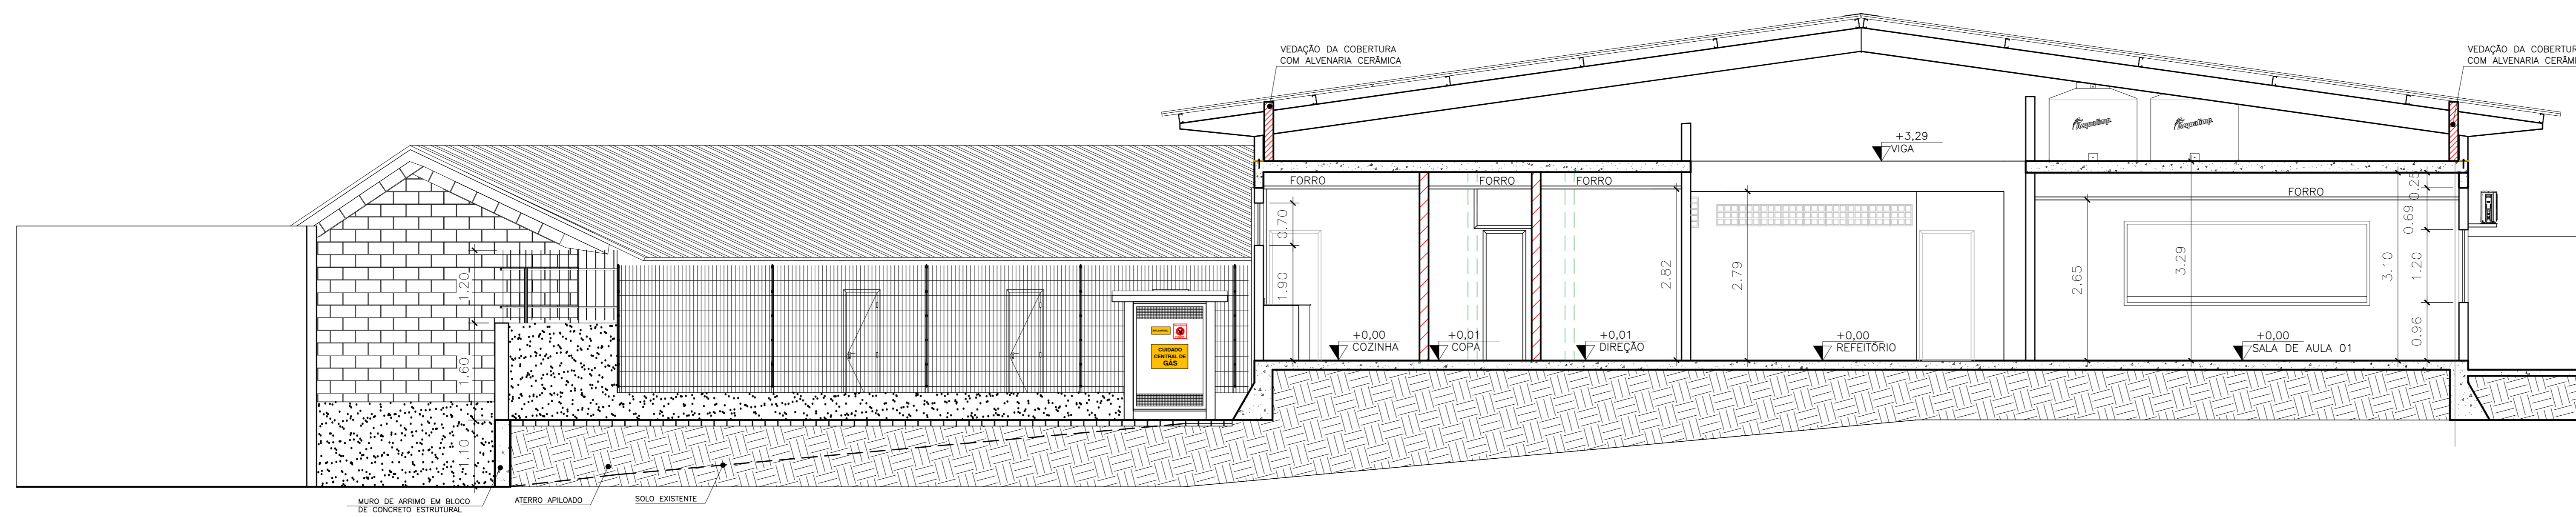 VEDAÇÃO DA COBERTURA
COM ALVENARIA CERÂMICA
VEDAÇÃO DA COBERTUR
COM ALVENARIA CERÂM
Acqualimp
Acqualimp
+3,29
VIGA
FORRO
FORRO
FORRO
FORRO
0.25
0.70
0.69
1.20
1.90
2.82
2.79
2.65
3.29
3.10
1.20
0.96
1.60
1.10
CUIDADO
CENTRAL DE
GÁS
+0,00
COZINHA
+0,01
COPA
+0,01
DIREÇÃO
+0,00
REFEITÓRIO
+0,00
SALA DE AULA 01
MURO DE ARRIMO EM BLOCO
DE CONCRETO ESTRUTURAL
ATERRO APILOADO
SOLO EXISTENTE